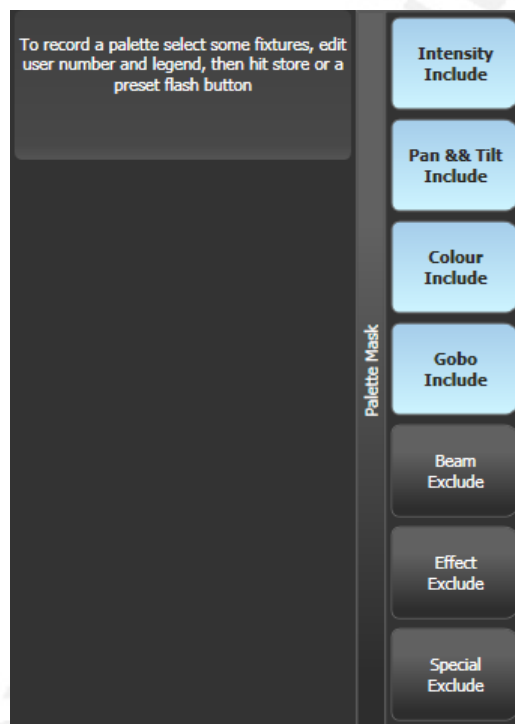 To record a palette select some fixtures, edit
user number and legend, then hit store or a
preset flash button
Palette Mask
Intensity
Include
Pan && Tilt
Include
Colour
Include
Gobo
Include
Beam
Exclude
Effect
Exclude
Special
Exclude